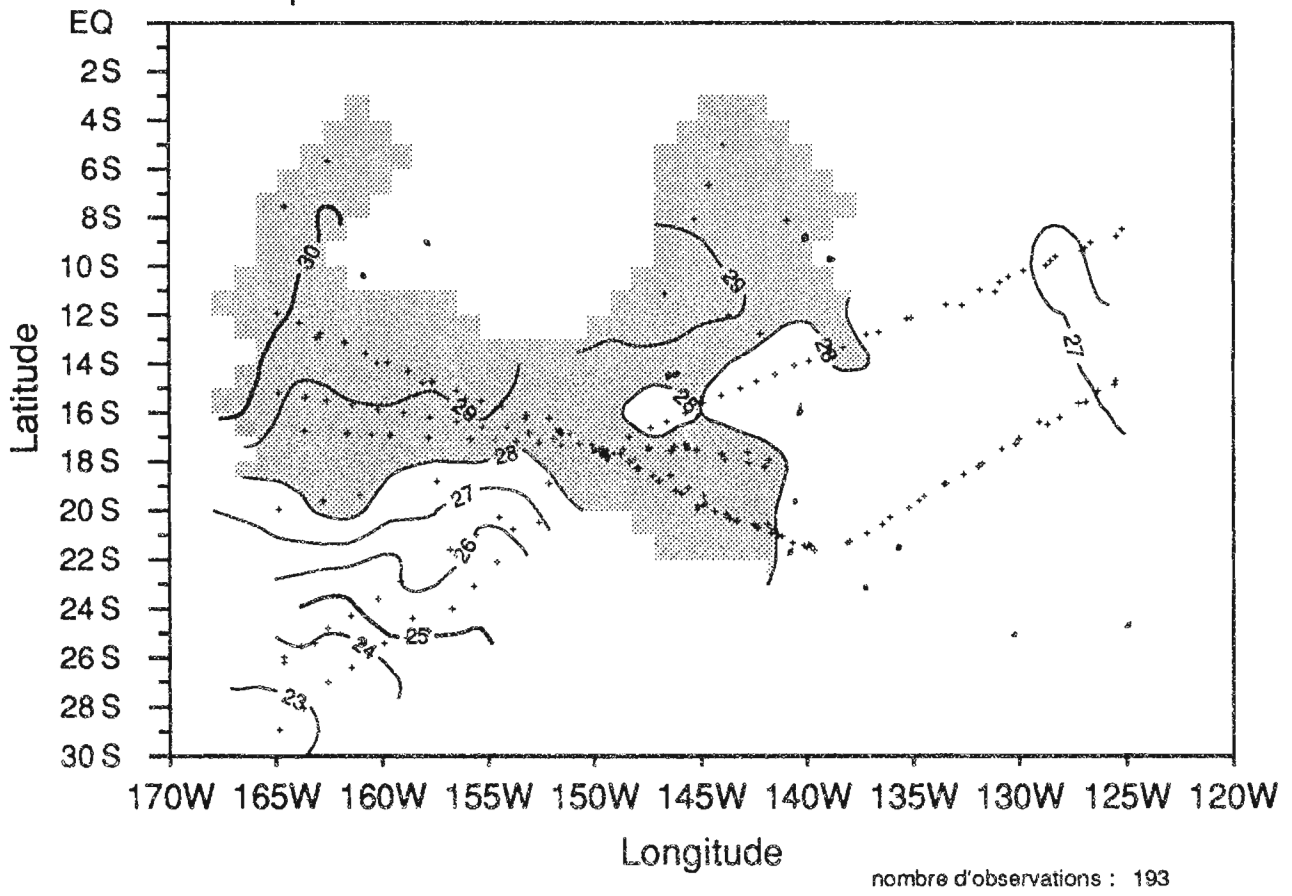 EQ
2S
4S
6S
8S
10S
12S
14S
16S
18S
20S
22S
24S
26S
28S
30S
Latitude
30
29
28
27
29
28
28
27
26
25
24
23
170W 165W 160W 155W 150W 145W 140W 135W 130W 125W 120W
Longitude
nombre d'observations : 193